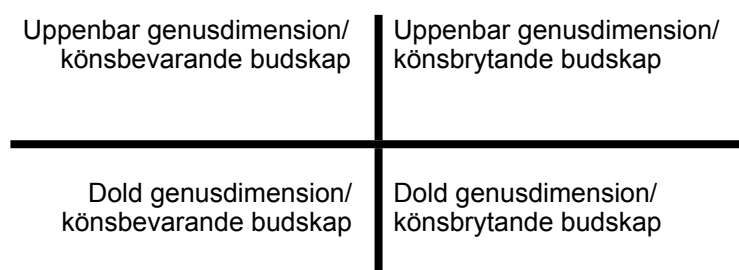 Uppenbar genusdimension/
könsbevarande budskap
Uppenbar genusdimension/
könsbrytande budskap
Dold genusdimension/
könsbevarande budskap
Dold genusdimension/
könsbrytande budskap